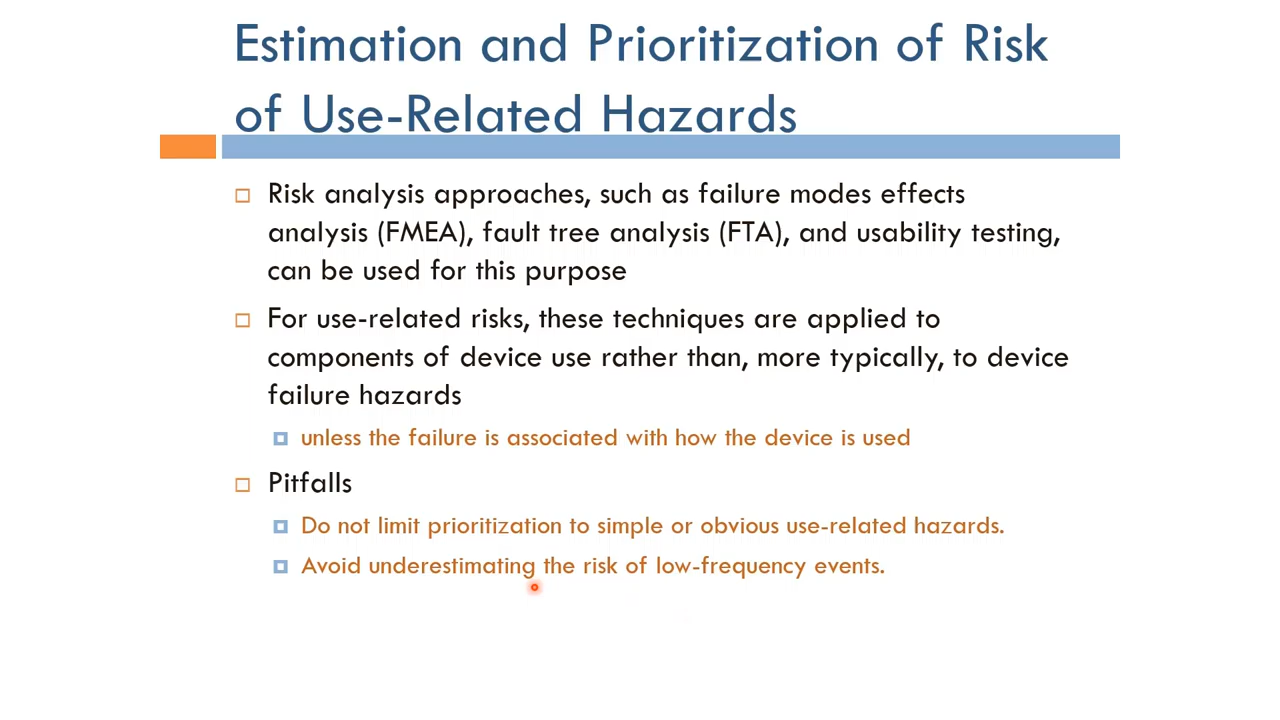 Estimation and Prioritization of Risk
of Use-Related Hazards
Risk analysis approaches, such as failure modes effects
analysis (FMEA), fault tree analysis (FTA), and usability testing,
can be used for this purpose
For use-related risks, these techniques are applied to
components of device use rather than, more typically, to device
failure hazards
unless the failure is associated with how the device is used
Pitfalls
Do not limit prioritization to simple or obvious use-related hazards.
Avoid underestimating the risk of low-frequency events.